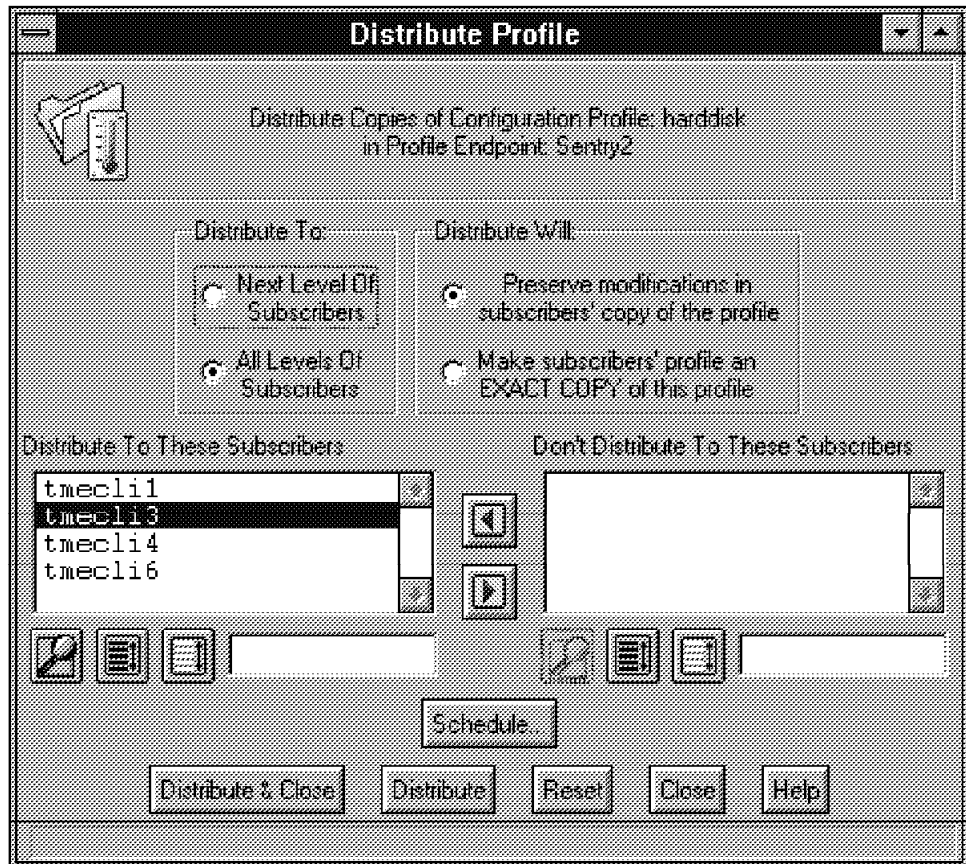 Distribute Profile
Distribute Copies of Configuration Profile: harddisk
in Profile Endpoint: Sentry2
Distribute To:
Next Level Of
Subscribers
All Levels Of
Subscribers
Distribute Will:
Preserve modifications in
subscribers' copy of the profile
Make subscribers' profile an
EXACT COPY of this profile
Distribute To These Subscribers
tmecli1
tmecli3
tmecli4
tmecli6
Don't Distribute To These Subscribers
Schedule...
Distribute & Close
Distribute
Reset
Close
Help